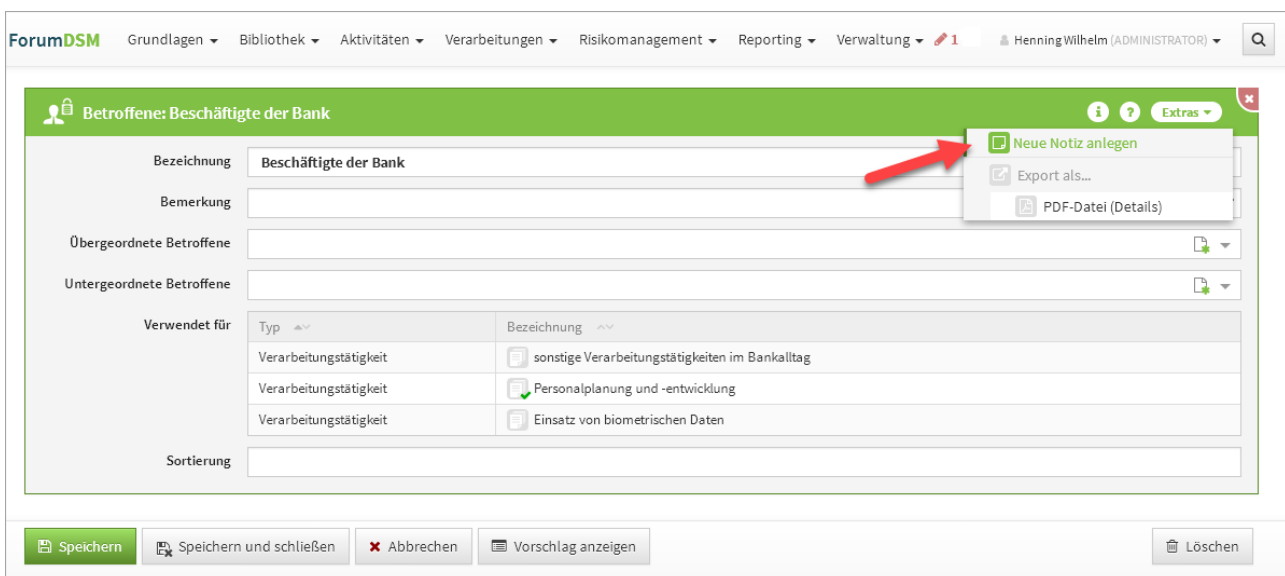 ForumDSM Grundlagen Bibliothek Aktivitäten Verarbeitungen Risikomanagement Reporting Verwaltung 1 Henning Wilhelm (ADMINISTRATOR)
Betroffene: Beschäftigte der Bank i ? Extras
Neue Notiz anlegen
Export als...
PDF-Datei (Details)
Bezeichnung Beschäftigte der Bank
Bemerkung
Übergeordnete Betroffene
Untergeordnete Betroffene
Verwendet für Typ Bezeichnung
Verarbeitungstätigkeit sonstige Verarbeitungstätigkeiten im Bankalltag
Verarbeitungstätigkeit Personalplanung und -entwicklung
Verarbeitungstätigkeit Einsatz von biometrischen Daten
Sortierung
Speichern Speichern und schließen Abbrechen Vorschlag anzeigen Löschen